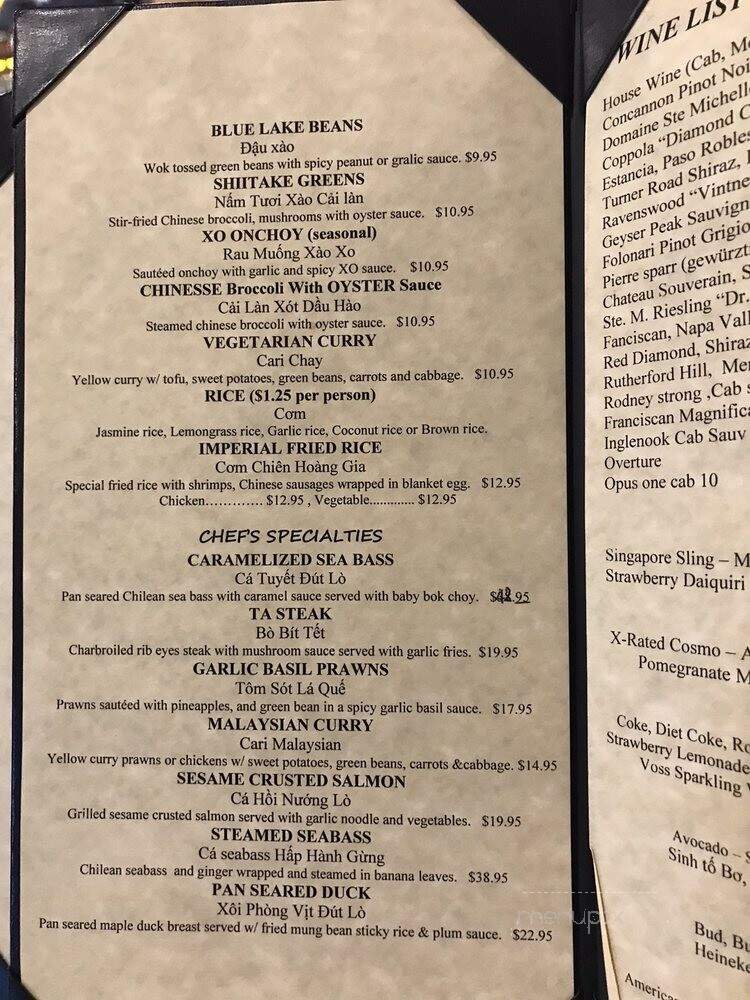 BLUE LAKE BEANS
Đậu xào
Wok tossed green beans with spicy peanut or gralic sauce. $9.95
SHIITAKE GREENS
Nấm Tươi Xào Cải làn
Stir-fried Chinese broccoli, mushrooms with oyster sauce. $10.95
XO ONCHOY (seasonal)
Rau Muống Xào Xo
Sautéed onchoy with garlic and spicy XO sauce. $10.95
CHINESSE Broccoli With OYSTER Sauce
Cải Làn Xót Dầu Hào
Steamed chinese broccoli with oyster sauce. $10.95
VEGETARIAN CURRY
Cari Chay
Yellow curry w/ tofu, sweet potatoes, green beans, carrots and cabbage. $10.95
RICE ($1.25 per person)
Cơm
Jasmine rice, Lemongrass rice, Garlic rice, Coconut rice or Brown rice.
IMPERIAL FRIED RICE
Cơm Chiên Hoàng Gia
Special fried rice with shrimps, Chinese sausages wrapped in blanket egg. $12.95
Chicken............. $12.95 , Vegetable............. $12.95
CHEF'S SPECIALTIES
CARAMELIZED SEA BASS
Cá Tuyết Đút Lò
Pan seared Chilean sea bass with caramel sauce served with baby bok choy.
TA STEAK
Bò Bít Tết
Charbroiled rib eyes steak with mushroom sauce served with garlic fries. $19.95
GARLIC BASIL PRAWNS
Tôm Sót Lá Quế
Prawns sautéed with pineapples, and green bean in a spicy garlic basil sauce. $17.95
MALAYSIAN CURRY
Cari Malaysian
Yellow curry prawns or chickens w/ sweet potatoes, green beans, carrots &cabbage. $14.95
SESAME CRUSTED SALMON
Cá Hồi Nướng Lò
Grilled sesame crusted salmon served with garlic noodle and vegetables. $19.95
STEAMED SEABASS
Cá seabass Hấp Hành Gừng
Chilean seabass and ginger wrapped and steamed in banana leaves. $38.95
PAN SEARED DUCK
Xôi Phòng Vịt Đút Lò
Pan seared maple duck breast served w/ fried mung bean sticky rice & plum sauce. $22.95
WINE LIST
House Wine (Cab, Me
Concannon Pinot Noi
Domaine Ste Michell
Coppola "Diamond C
Estancia, Paso Robles
Turner Road Shiraz,
Ravenswood "Vintne
Geyser Peak Sauvign
Folonari Pinot Grigio
Pierre sparr (gewürzt
Chateau Souverain, S
Ste. M. Riesling "Dr.
Fanciscan, Napa Vall
Red Diamond, Shiraz
Rutherford Hill, Mer
Rodney strong ,Cab s
Franciscan Magnifica
Inglenook Cab Sauv
Overture
Opus one cab 10
Singapore Sling – M
Strawberry Daiquiri
X-Rated Cosmo – A
Pomegranate M
Coke, Diet Coke, Ro
Strawberry Lemonade
Voss Sparkling
Avocado – S
Sinh tố Bơ,
Bud, Bu
Heineke
America